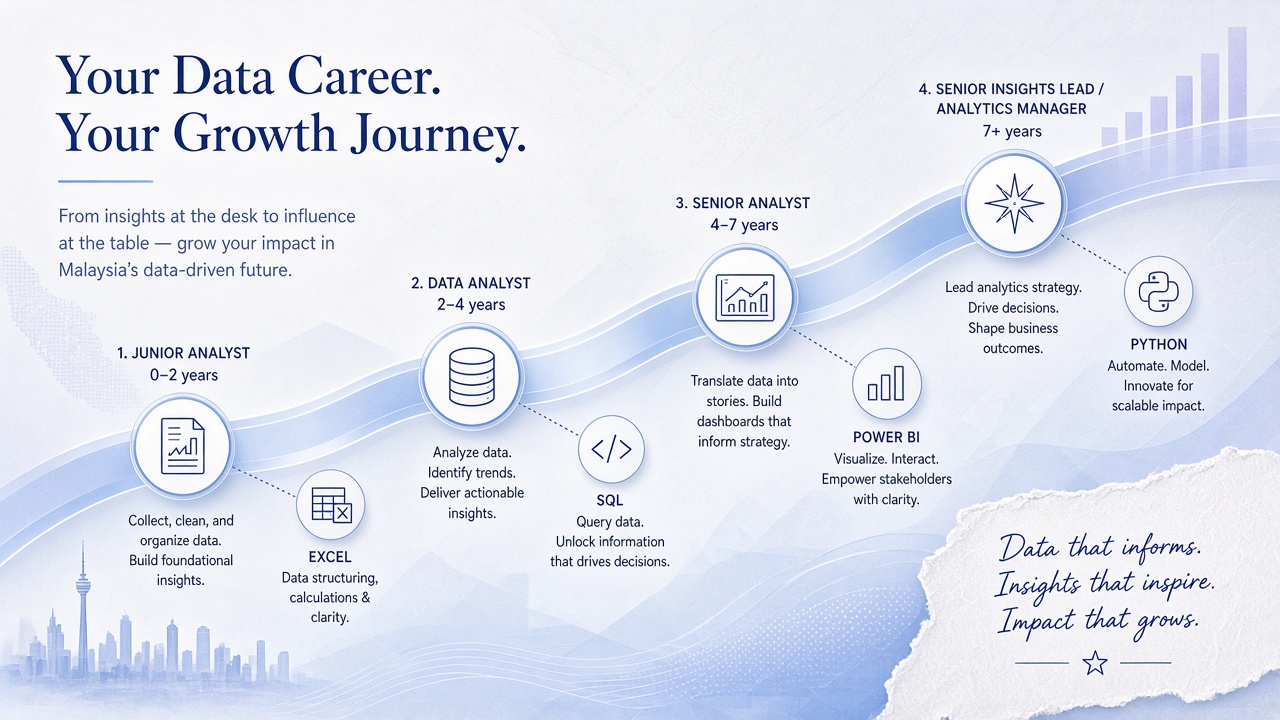 Your Data Career.
Your Growth Journey.
From insights at the desk to influence
at the table — grow your impact in
Malaysia's data-driven future.
1. JUNIOR ANALYST
0–2 years
Collect, clean, and
organize data.
Build foundational
insights.
EXCEL
Data structuring,
calculations &
clarity.
2. DATA ANALYST
2–4 years
Analyze data.
Identify trends.
Deliver actionable
insights.
SQL
Query data.
Unlock information
that drives decisions.
3. SENIOR ANALYST
4–7 years
Translate data into
stories. Build
dashboards that
inform strategy.
POWER BI
Visualize. Interact.
Empower stakeholders
with clarity.
4. SENIOR INSIGHTS LEAD /
ANALYTICS MANAGER
7+ years
Lead analytics strategy.
Drive decisions.
Shape business
outcomes.
PYTHON
Automate. Model.
Innovate for
scalable impact.
Data that informs.
Insights that inspire.
Impact that grows.